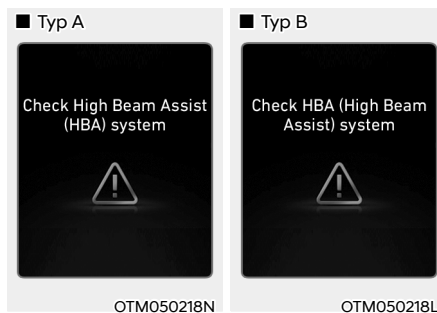 ■ Typ A
Check High Beam Assist
(HBA) system
OTM050218N
■ Typ B
Check HBA (High Beam
Assist) system
OTM050218L